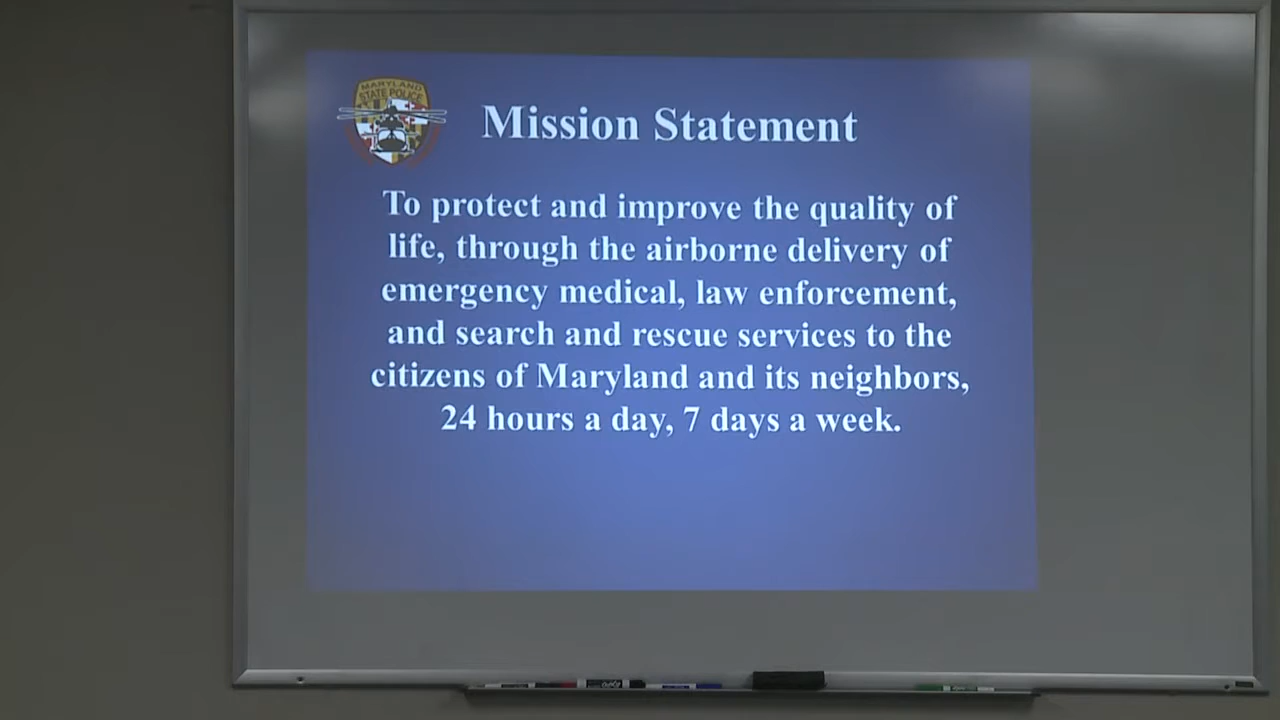 MARYLAND
STATE POLICE
Mission Statement
To protect and improve the quality of
life, through the airborne delivery of
emergency medical, law enforcement,
and search and rescue services to the
citizens of Maryland and its neighbors,
24 hours a day, 7 days a week.